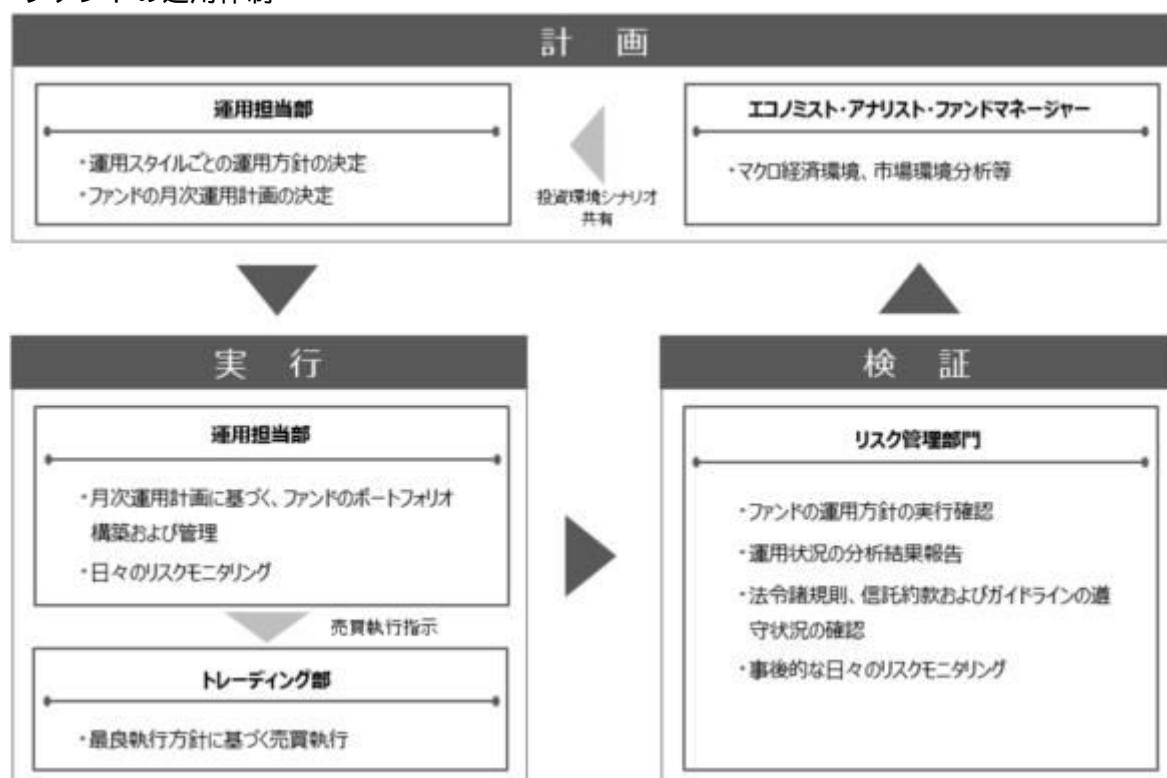 ファンドの運用体制
計 画
運用担当部
・運用スタイルごとの運用方針の決定
・ファンドの月次運用計画の決定
投資環境シナリオ
共有
エコノミスト・アナリスト・ファンドマネージャー
・マクロ経済環境、市場環境分析等
実 行
運用担当部
・月次運用計画に基づく、ファンドのポートフォリオ
構築および管理
・日々のリスクモニタリング
売買執行指示
トレーディング部
・最良執行方針に基づく売買執行
検 証
リスク管理部門
・ファンドの運用方針の実行確認
・運用状況の分析結果報告
・法令諸規則、信託約款およびガイドラインの遵
守状況の確認
・事後的な日々のリスクモニタリング